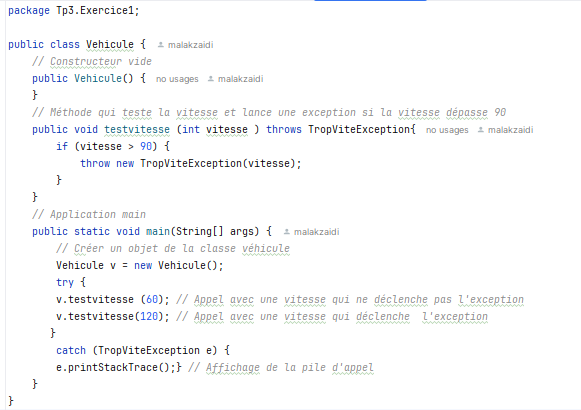 package Tp3.Exercice1;
public class Vehicule { malakzaidi
// Constructeur vide
public Vehicule() { no usages malakzaidi
}
// Méthode qui teste la vitesse et lance une exception si la vitesse dépasse 90
public void testvitesse (int vitesse ) throws TropViteException{ no usages malakzaidi
if (vitesse > 90) {
throw new TropViteException(vitesse);
}
}
// Application main
public static void main(String[] args) { malakzaidi
// Créer un objet de la classe véhicule
Vehicule v = new Vehicule();
try {
v.testvitesse (60); // Appel avec une vitesse qui ne déclenche pas l'exception
v.testvitesse(120); // Appel avec une vitesse qui déclenche  l'exception
}
catch (TropViteException e) {
e.printStackTrace();} // Affichage de la pile d'appel
}
}